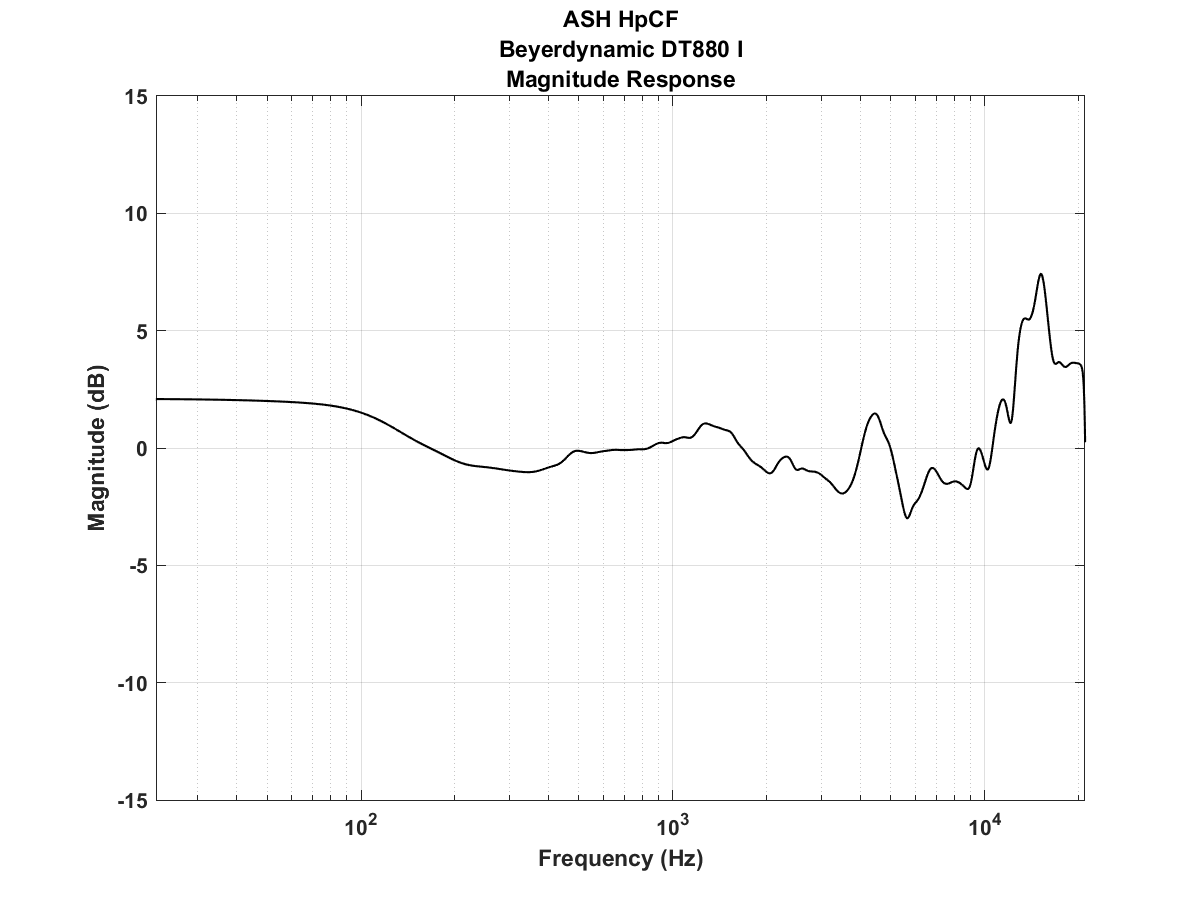 ASH HpCF
Beyerdynamic DT880 I
Magnitude Response
15
10
5
0
-5
-10
-15
Magnitude (dB)
10² 10³ 10⁴
Frequency (Hz)